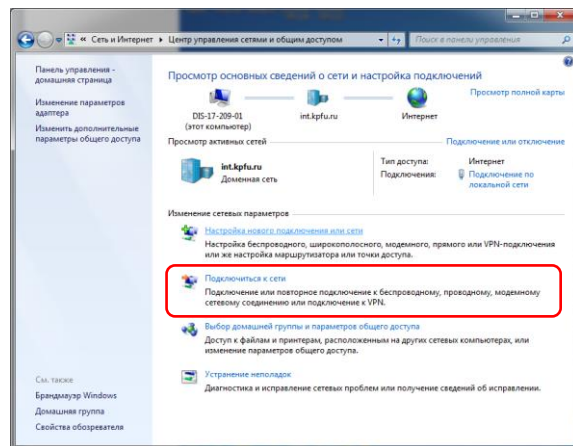 « Сеть и Интернет ▸ Центр управления сетями и общим доступом
Поиск в панели управления
Панель управления - домашняя страница
Изменение параметров адаптера
Изменить дополнительные параметры общего доступа
Просмотр основных сведений о сети и настройка подключений
DIS-17-209-01
(этот компьютер)
int.kpfu.ru
Интернет
Просмотр полной карты
Просмотр активных сетей
Подключение или отключение
int.kpfu.ru
Доменная сеть
Тип доступа: Интернет
Подключения: Подключение по локальной сети
Изменение сетевых параметров
Настройка нового подключения или сети
Настройка беспроводного, широкополосного, модемного, прямого или VPN-подключения
или же настройка маршрутизатора или точки доступа.
Подключиться к сети
Подключение или повторное подключение к беспроводному, проводному, модемному
сетевому соединению или подключение к VPN.
Выбор домашней группы и параметров общего доступа
Доступ к файлам и принтерам, расположенным на других сетевых компьютерах, или
изменение параметров общего доступа.
Устранение неполадок
Диагностика и исправление сетевых проблем или получение сведений об исправлении.
См. также
Брандмауэр Windows
Домашняя группа
Свойства обозревателя